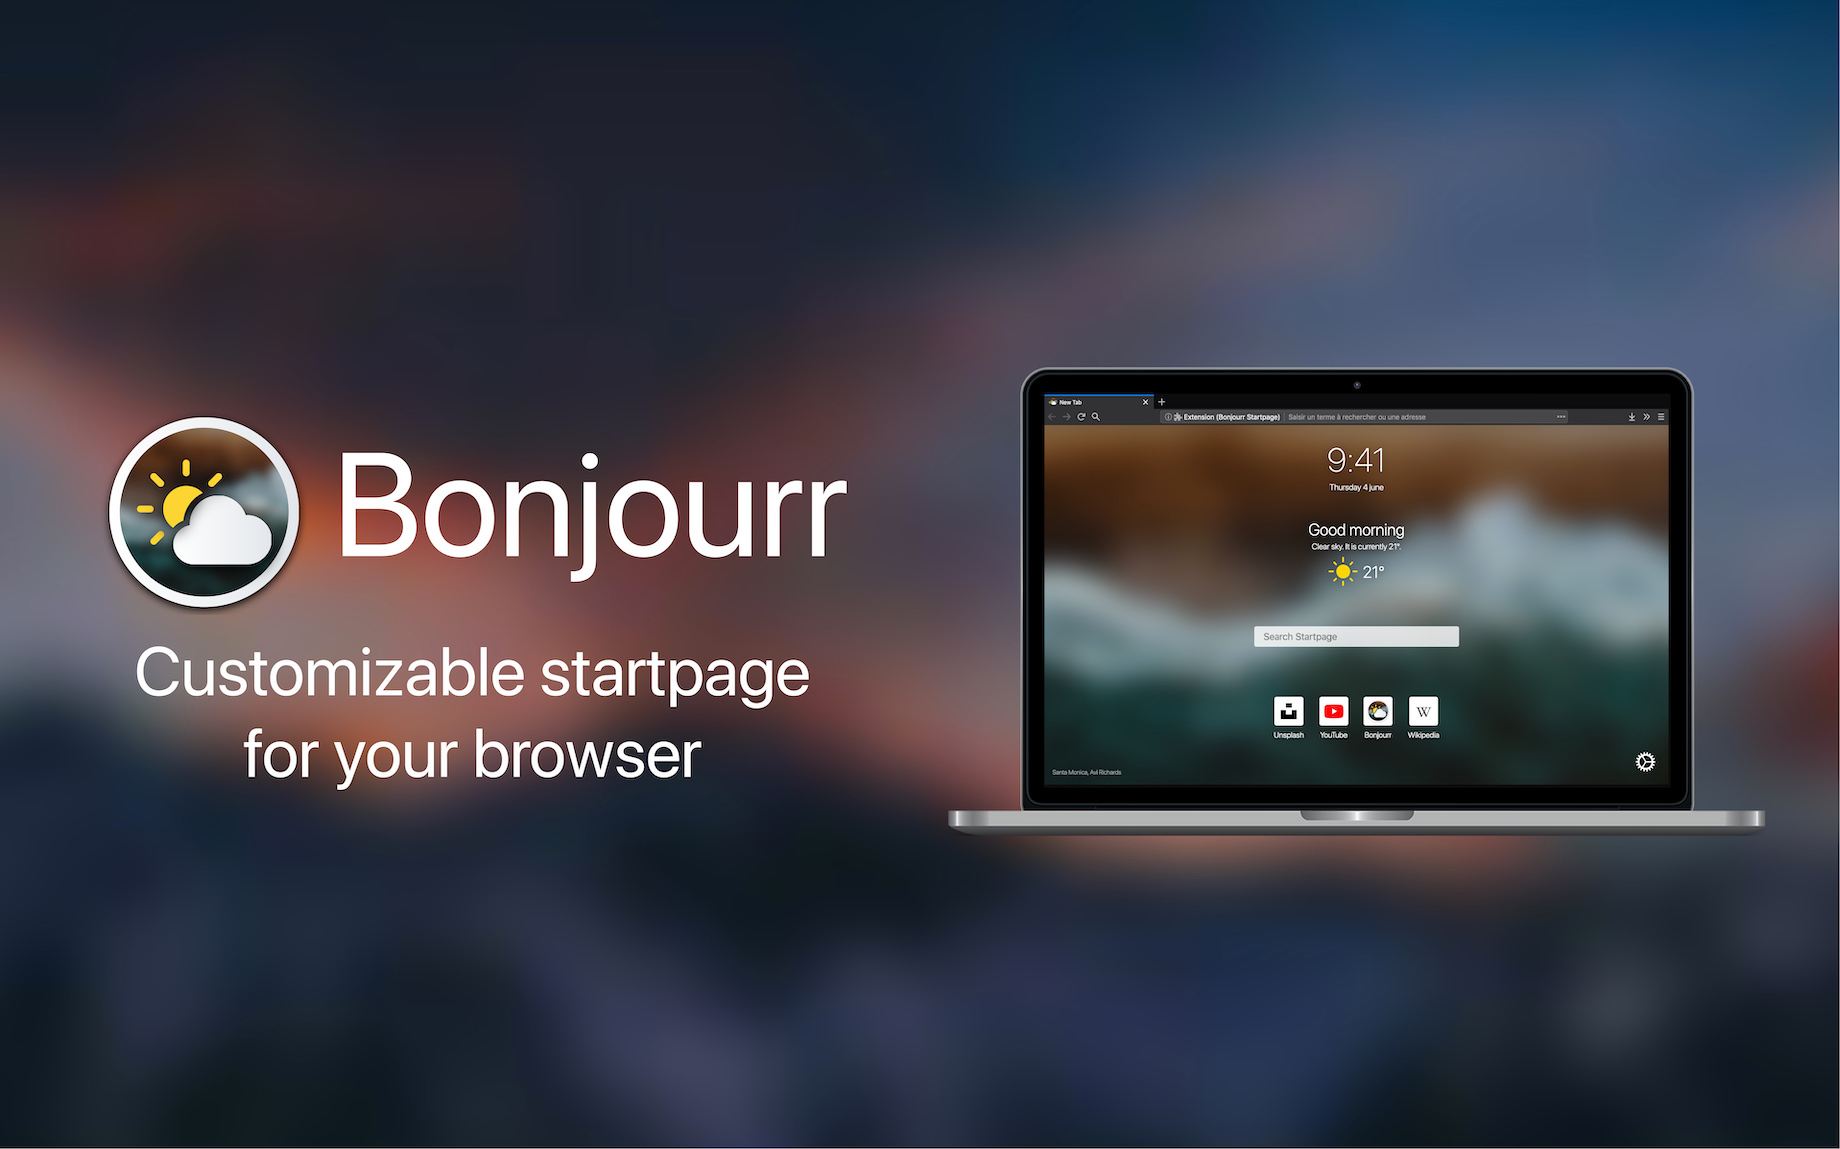 Bonjourr
Customizable startpage
for your browser
New Tab
Extension (Bonjourr Startpage) Saisir un terme à rechercher ou une adresse
9:41
Thursday 4 june
Good morning
Clear sky. It is currently 21°.
21°
Search Startpage
W
Unsplash YouTube Bonjourr Wikipedia
Santa Monica, Avi Richards